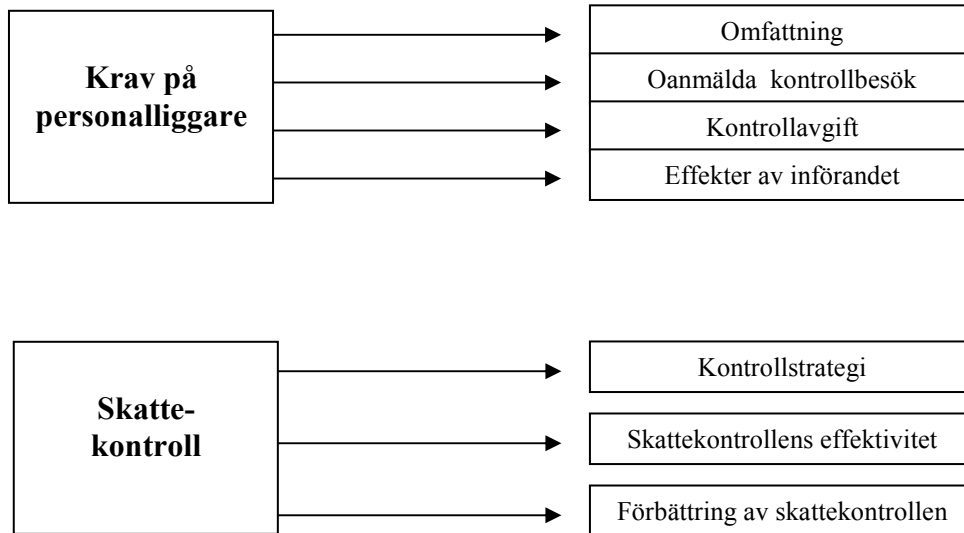 Krav på
personalliggare
Omfattning
Oanmälda kontrollbesök
Kontrollavgift
Effekter av införandet
Skatte-
kontroll
Kontrollstrategi
Skattekontrollens effektivitet
Förbättring av skattekontrollen